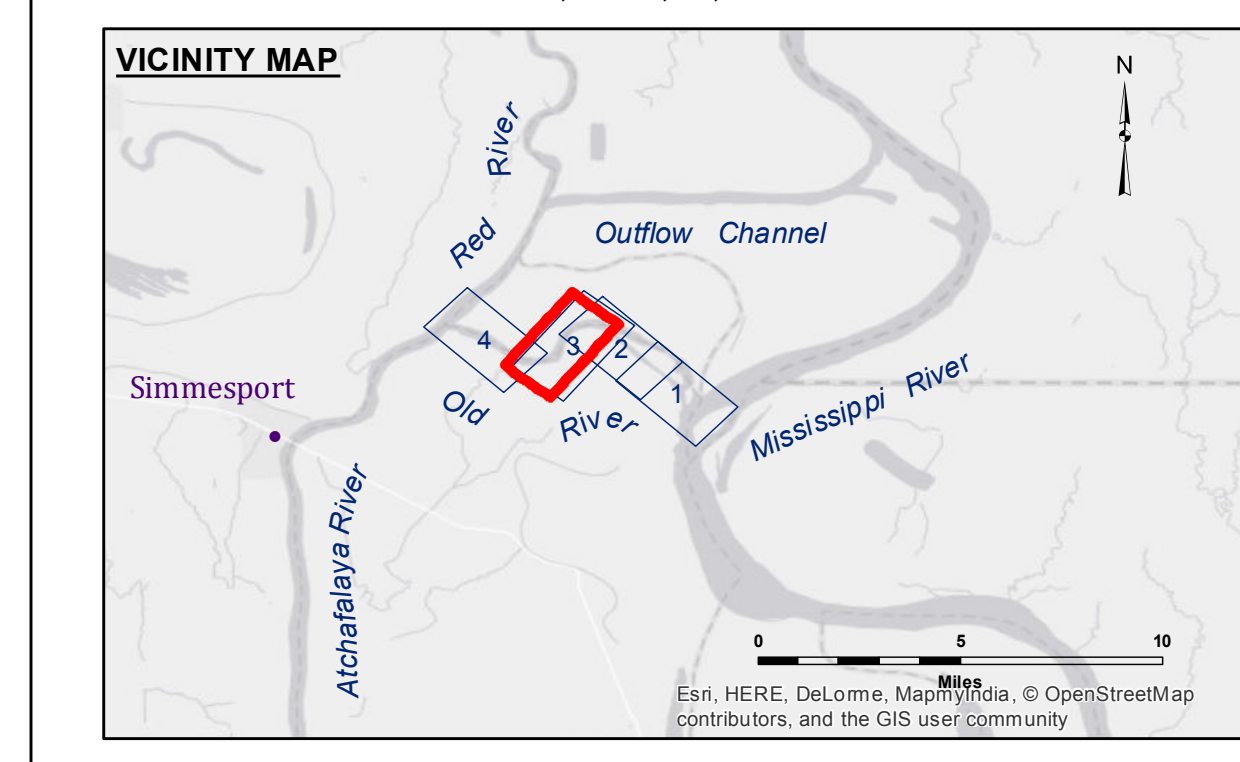 VICINITY MAP
N
Red River
Outflow Channel
4
3
2
1
Simmesport
Old River
Mississippi River
Atchafalaya River
0 5 10
Miles
Esri, HERE, DeLorme, MapmyIndia, © OpenStreetMap
contributors, and the GIS user community